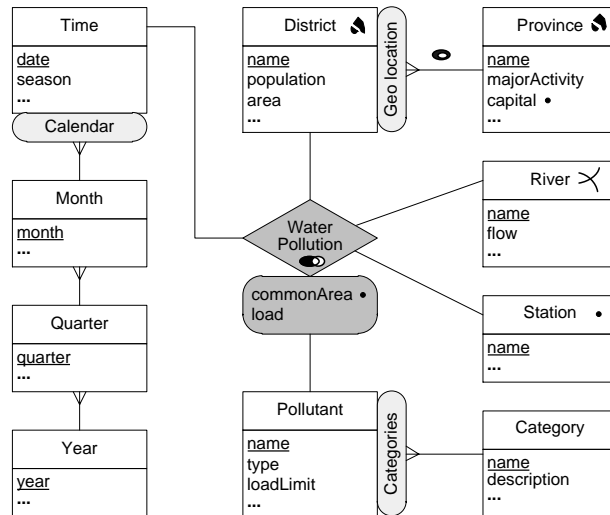 Time
date
season
...
Calendar
Month
month
...
Quarter
quarter
...
Year
year
...
District
name
population
area
...
Geo location
Province
name
majorActivity
capital
...
Water
Pollution
commonArea
load
River
name
flow
...
Station
name
...
Pollutant
name
type
loadLimit
...
Categories
Category
name
description
...